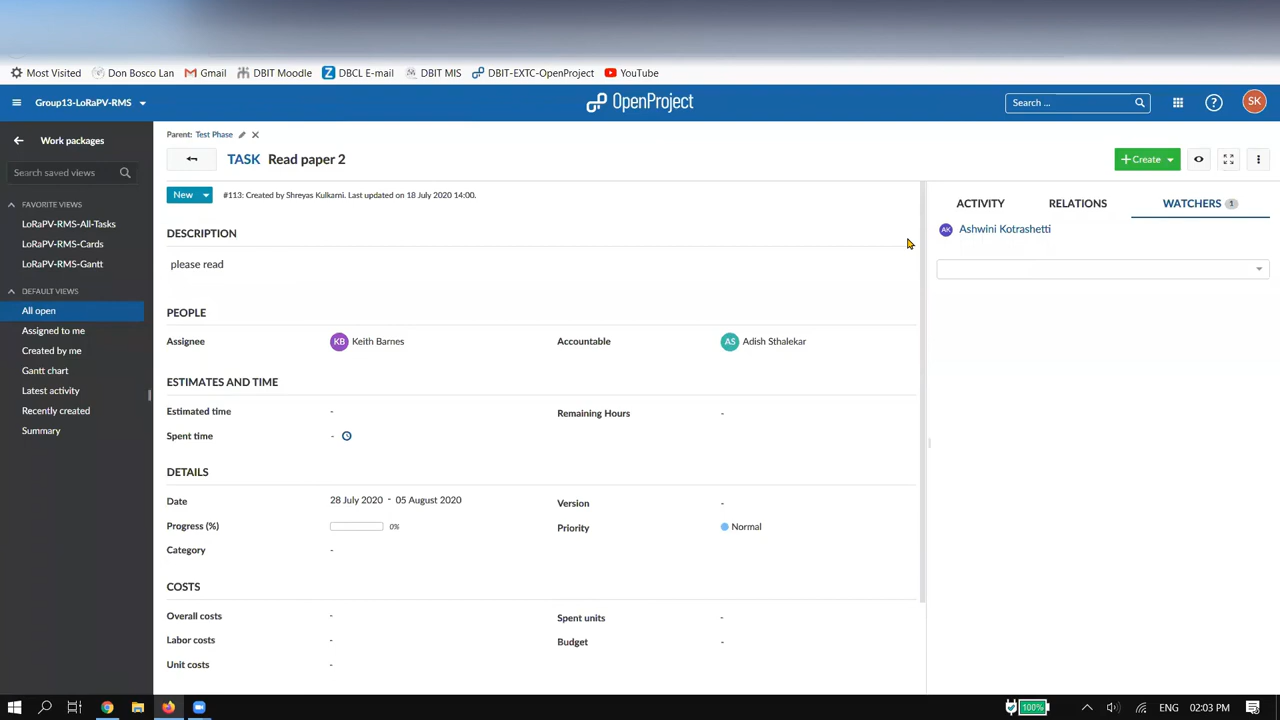 Most Visited Don Bosco Lan Gmail DBIT Moodle DBCL E-mail DBIT MIS DBIT-EXTC-OpenProject YouTube
Group13-LoRaPV-RMS OpenProject Search ... ? SK
Work packages
Search saved views
FAVORITE VIEWS
LoRaPV-RMS-All-Tasks
LoRaPV-RMS-Cards
LoRaPV-RMS-Gantt
DEFAULT VIEWS
All open
Assigned to me
Created by me
Gantt chart
Latest activity
Recently created
Summary
Parent: Test Phase
TASK Read paper 2
+ Create
New #113: Created by Shreyas Kulkarni. Last updated on 18 July 2020 14:00.
DESCRIPTION
please read
PEOPLE
Assignee KB Keith Barnes Accountable AS Adish Sthalekar
ESTIMATES AND TIME
Estimated time - Remaining Hours -
Spent time -
DETAILS
Date 28 July 2020 - 05 August 2020 Version -
Progress (%) 0% Priority Normal
Category -
COSTS
Overall costs - Spent units -
Labor costs - Budget -
Unit costs -
ACTIVITY RELATIONS WATCHERS 1
AK Ashwini Kotrashetti
100% ENG 02:03 PM